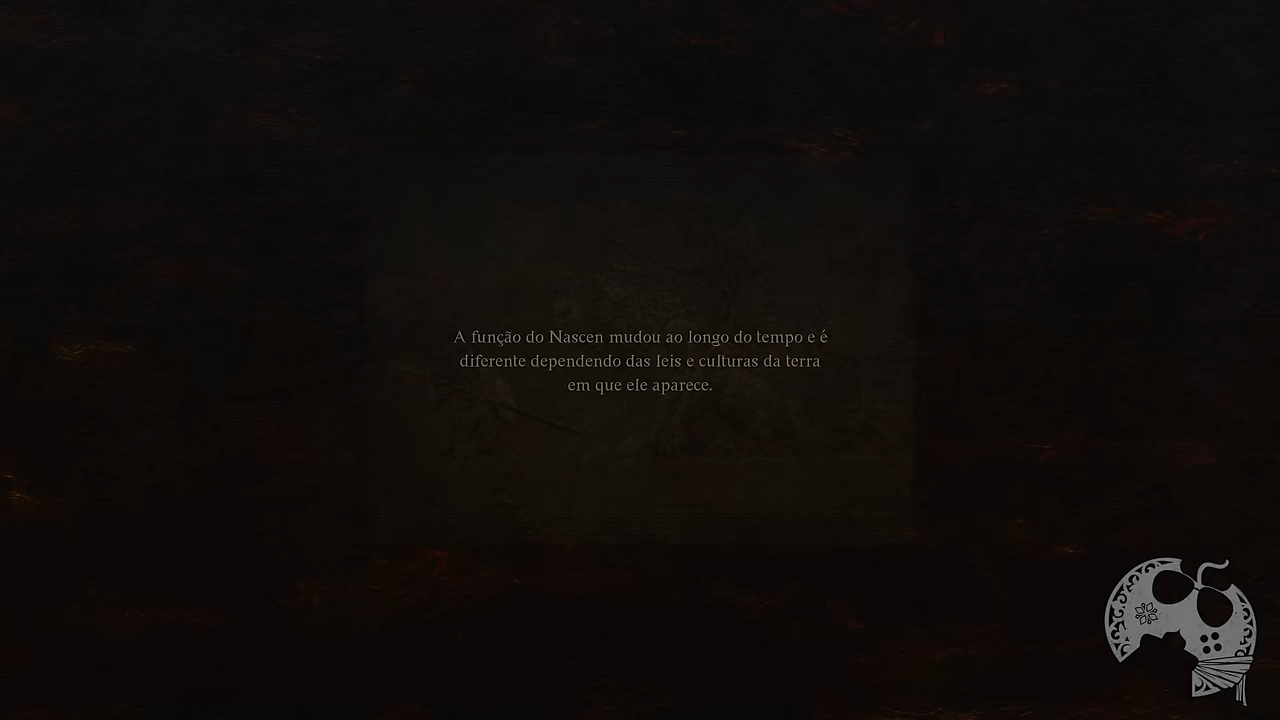 A função do Nascen mudou ao longo do tempo e é
diferente dependendo das leis e culturas da terra
em que ele aparece.